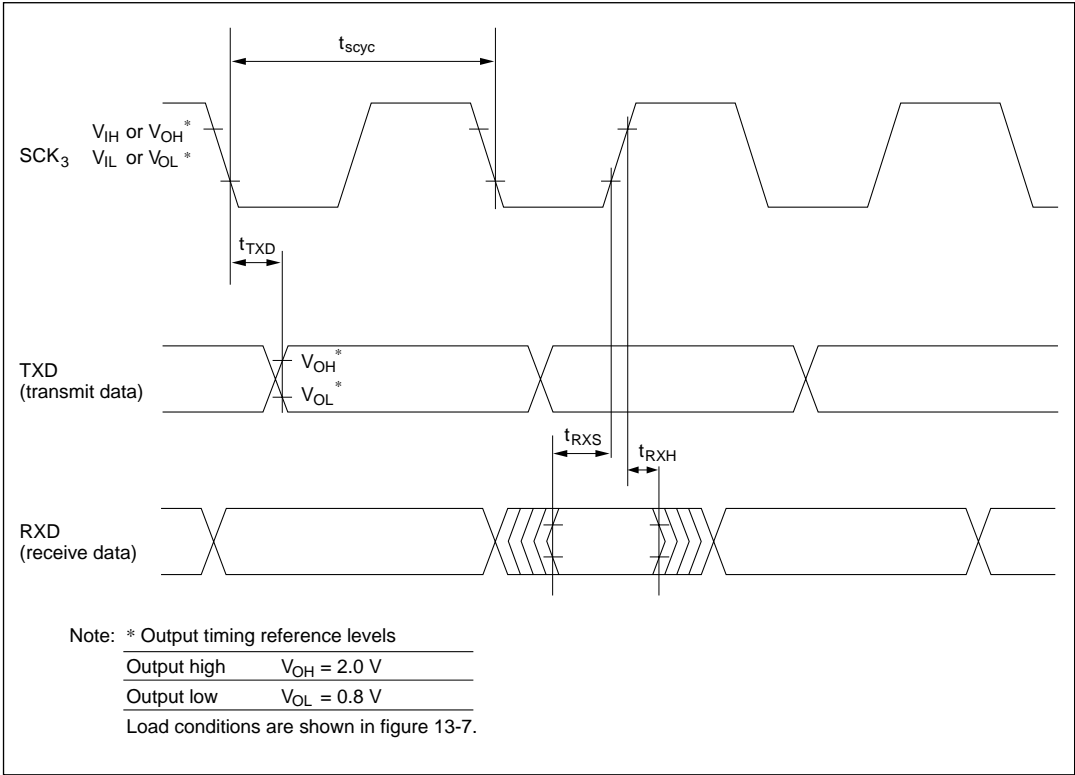 tscyc
VIH or VOH*
SCK3
VIL or VOL *
tTXD
TXD
(transmit data)
VOH*
VOL*
tRXS
tRXH
RXD
(receive data)
Note: * Output timing reference levels
Output high VOH = 2.0 V
Output low VOL = 0.8 V
Load conditions are shown in figure 13-7.